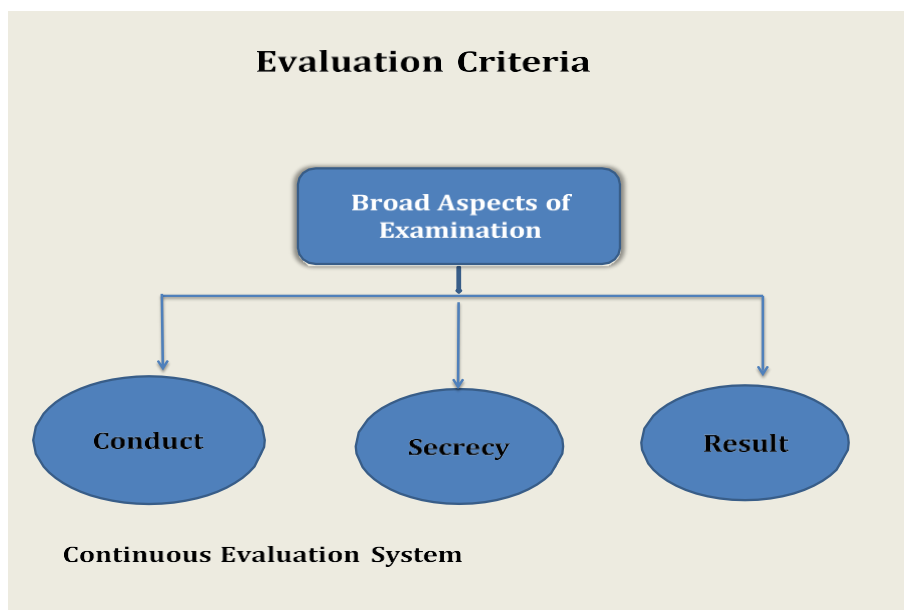 Evaluation Criteria
Broad Aspects of
Examination
Conduct
Secrecy
Result
Continuous Evaluation System